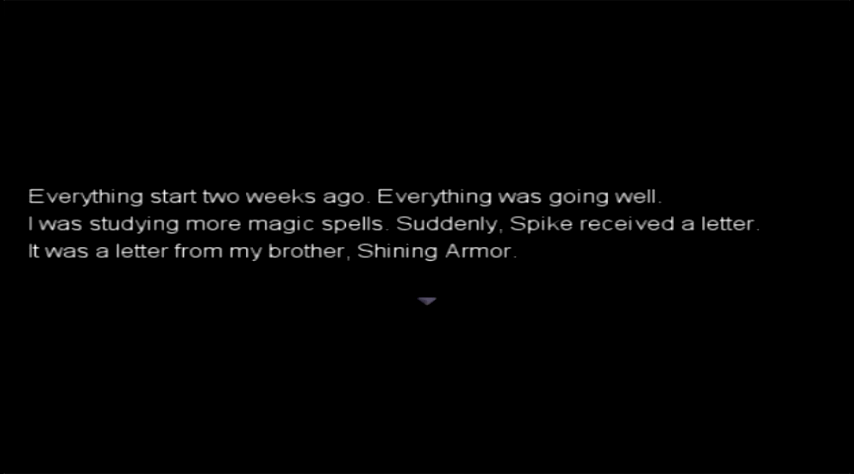 Everything start two weeks ago. Everything was going well.
I was studying more magic spells. Suddenly, Spike received a letter.
It was a letter from my brother, Shining Armor.